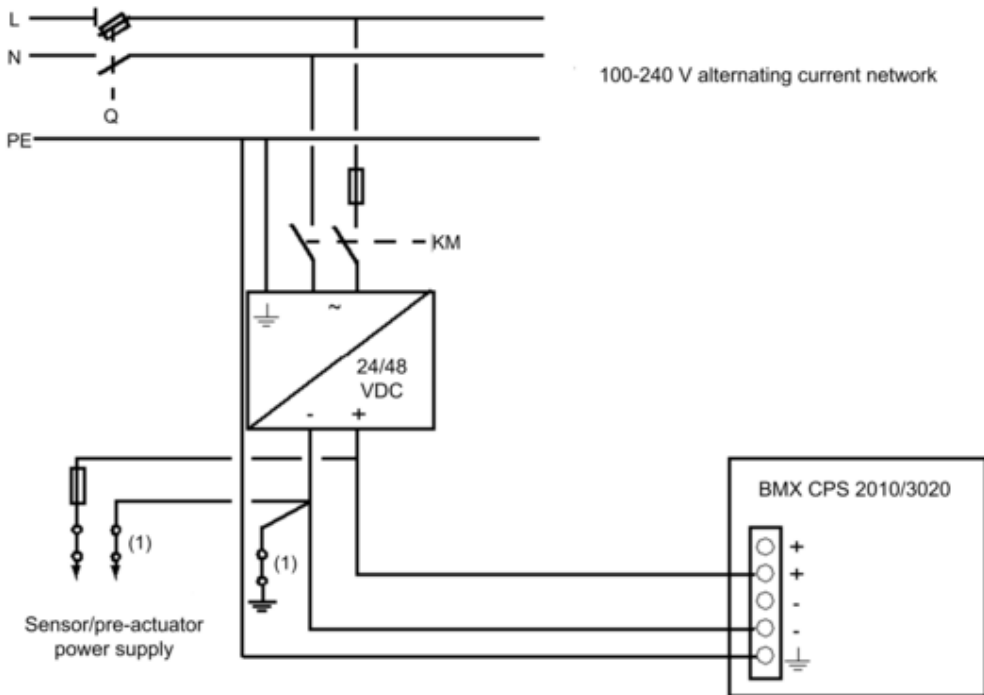 L
N
100-240 V alternating current network
Q
PE
KM
~
24/48
VDC
- +
BMX CPS 2010/3020
(1)
(1)
+
+
-
-
Sensor/pre-actuator
power supply